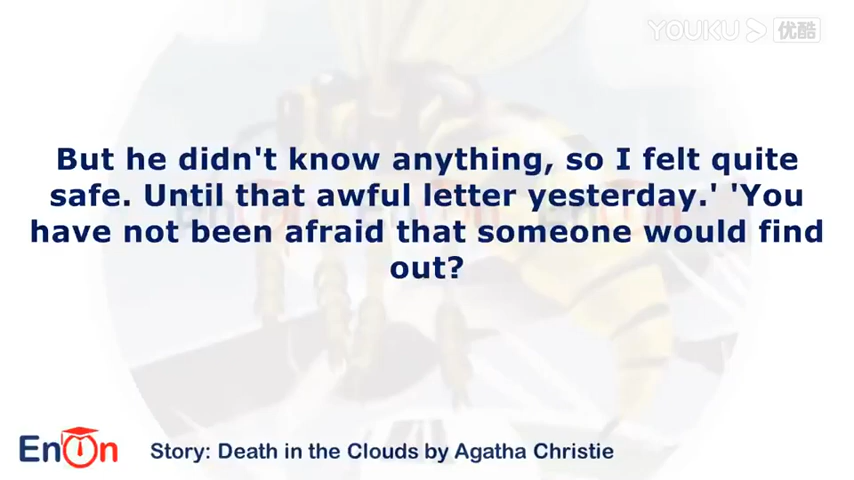 YOUKU 优酷
But he didn't know anything, so I felt quite
safe. Until that awful letter yesterday.' 'You
have not been afraid that someone would find
out?
EnOn
Story: Death in the Clouds by Agatha Christie